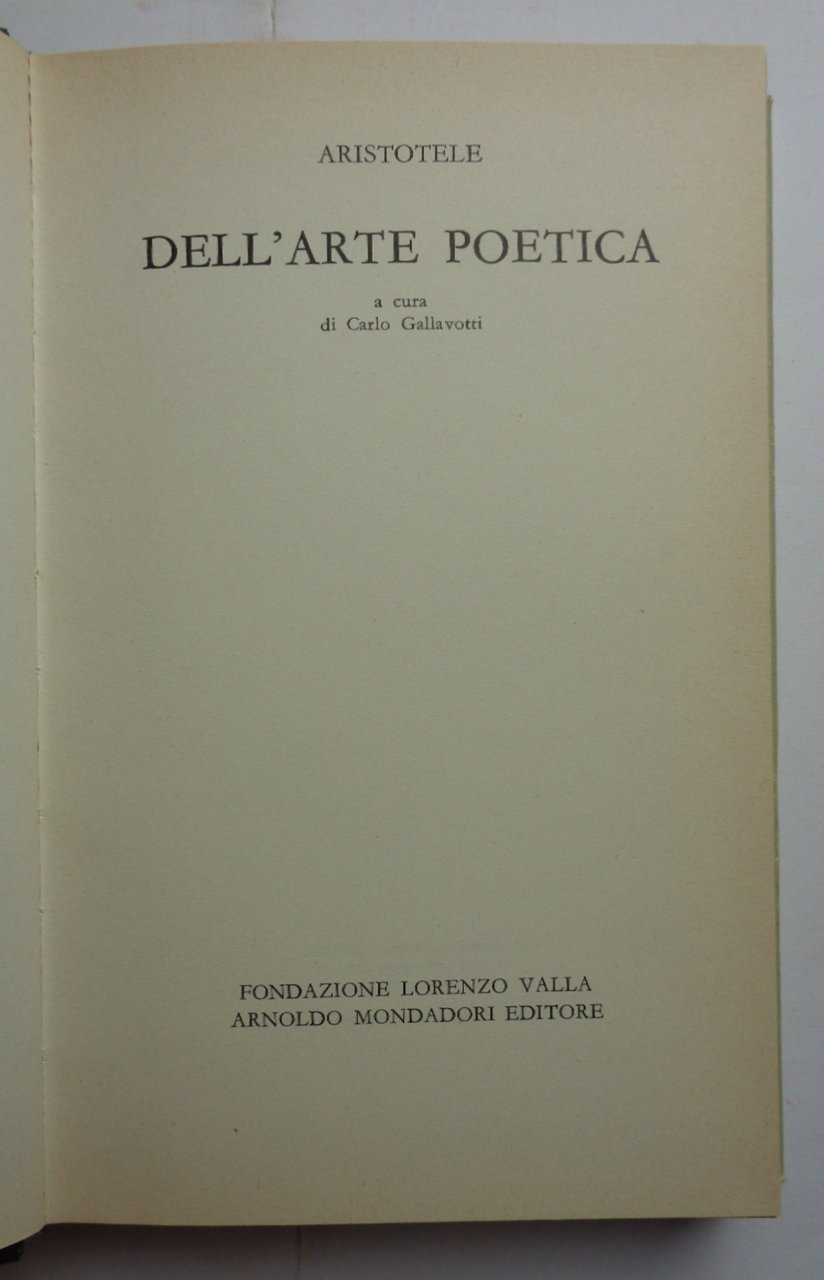 ARISTOTELE
DELL'ARTE POETICA
a cura
di Carlo Gallavotti
FONDAZIONE LORENZO VALLA
ARNOLDO MONDADORI EDITORE